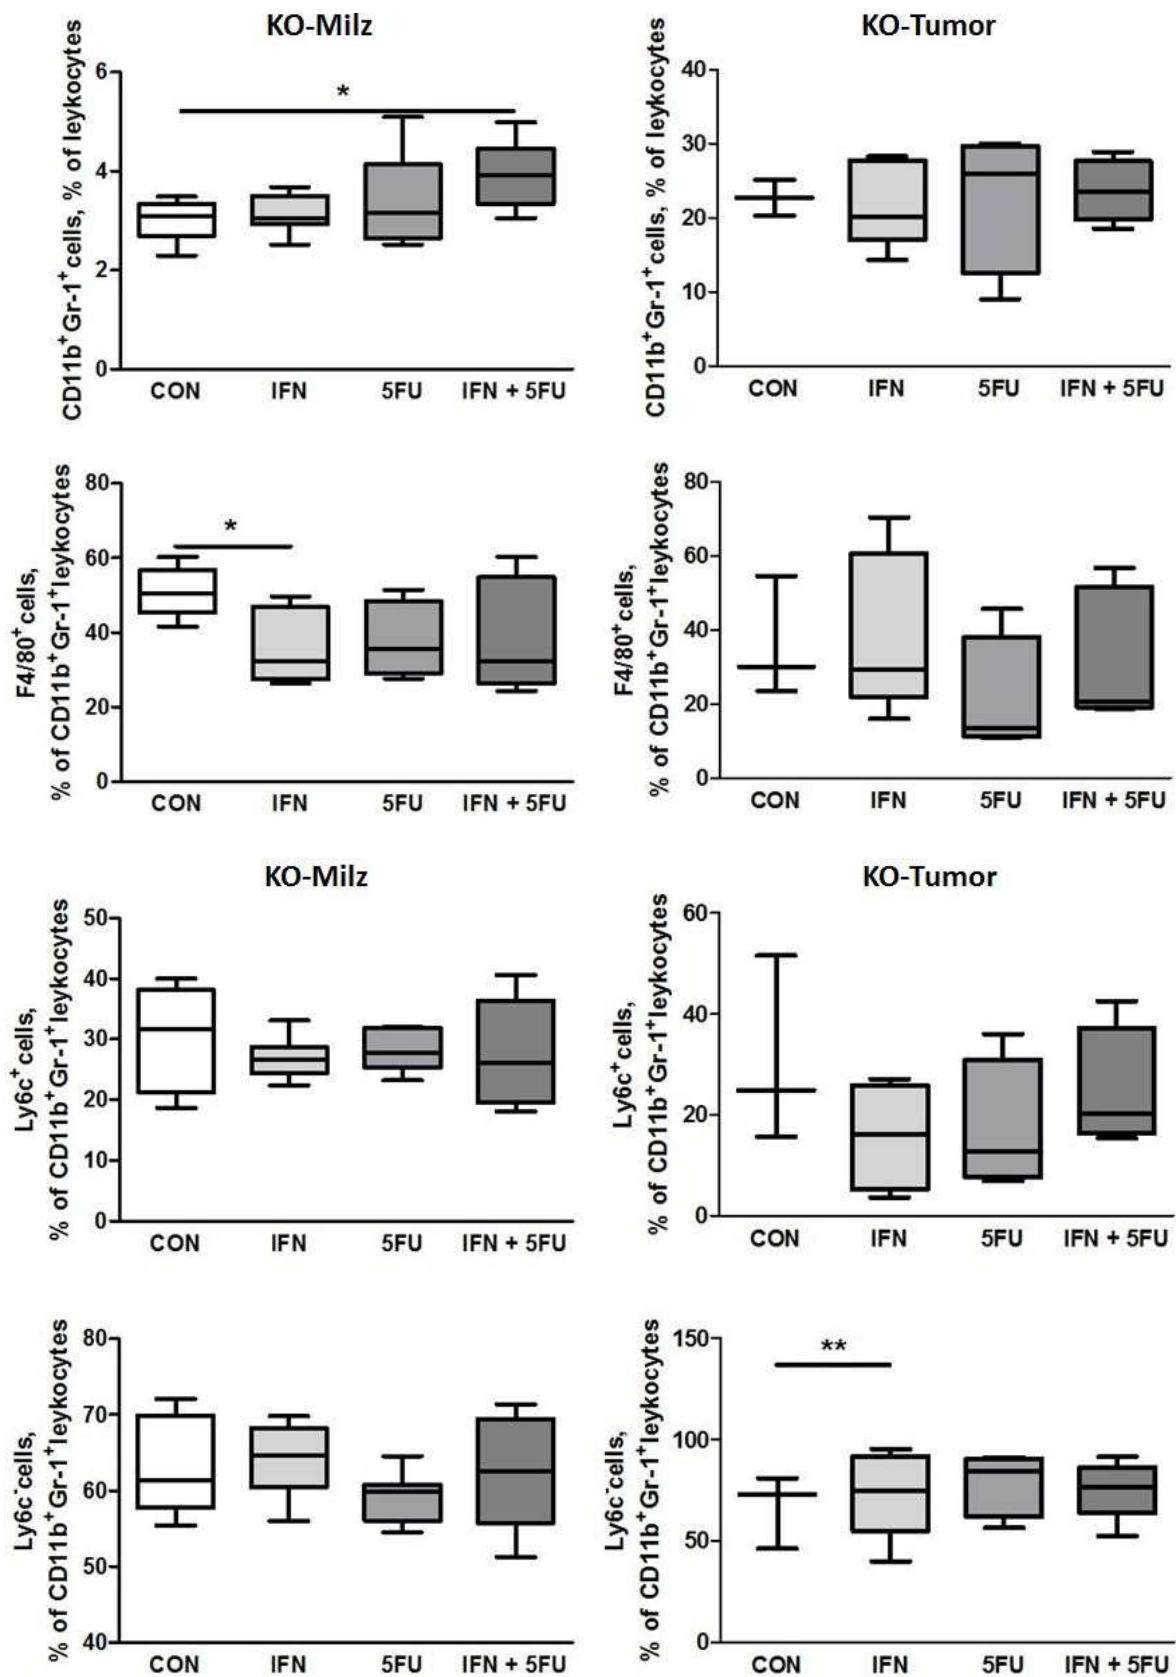 KO-Milz
KO-Tumor
CD11b⁺Gr-1⁺cells, % of leykocytes
6
4
2
0
*
CON IFN 5FU IFN + 5FU
CD11b⁺Gr-1⁺cells, % of leykocytes
40
30
20
10
0
CON IFN 5FU IFN + 5FU
F4/80⁺cells,
% of CD11b⁺Gr-1⁺leykocytes
80
60
40
20
0
*
CON IFN 5FU IFN + 5FU
F4/80⁺cells,
% of CD11b⁺Gr-1⁺leykocytes
80
60
40
20
0
CON IFN 5FU IFN + 5FU
KO-Milz
KO-Tumor
Ly6c⁺cells,
% of CD11b⁺Gr-1⁺leykocytes
50
40
30
20
10
0
CON IFN 5FU IFN + 5FU
Ly6c⁺cells,
% of CD11b⁺Gr-1⁺leykocytes
60
40
20
0
CON IFN 5FU IFN + 5FU
Ly6c⁻cells,
% of CD11b⁺Gr-1⁺leykocytes
80
70
60
50
40
CON IFN 5FU IFN + 5FU
Ly6c⁻cells,
% of CD11b⁺Gr-1⁺leykocytes
150
100
50
0
**
CON IFN 5FU IFN + 5FU